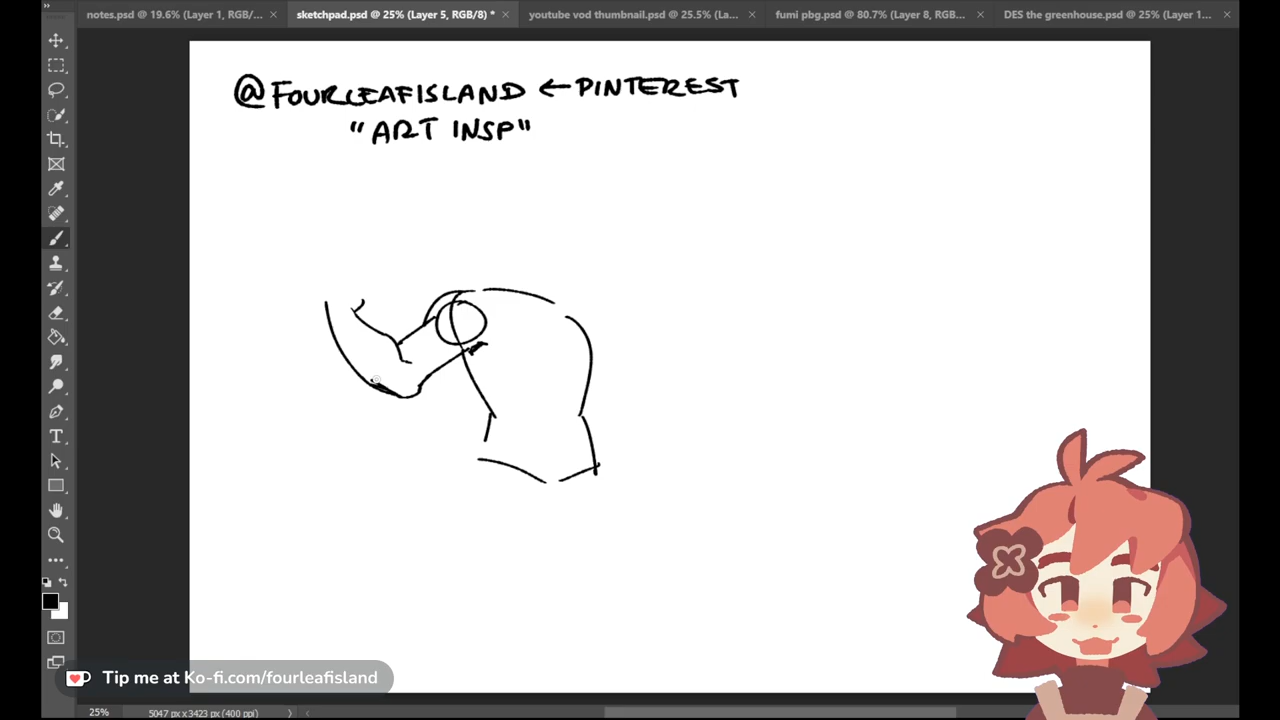 notes.psd @ 19.6% (Layer 1, RGB/... ×
sketchpad.psd @ 25% (Layer 5, RGB/8) * ×
youtube vod thumbnail.psd @ 25.5% (La... ×
fumi pbg.psd @ 80.7% (Layer 8, RGB... ×
DES the greenhouse.psd @ 25% (Layer 1... ×
@FOURLEAFISLAND ← PINTEREST
"ART INSP"
Tip me at Ko-fi.com/fourleafisland
25%
5047 px x 3423 px (400 ppi)